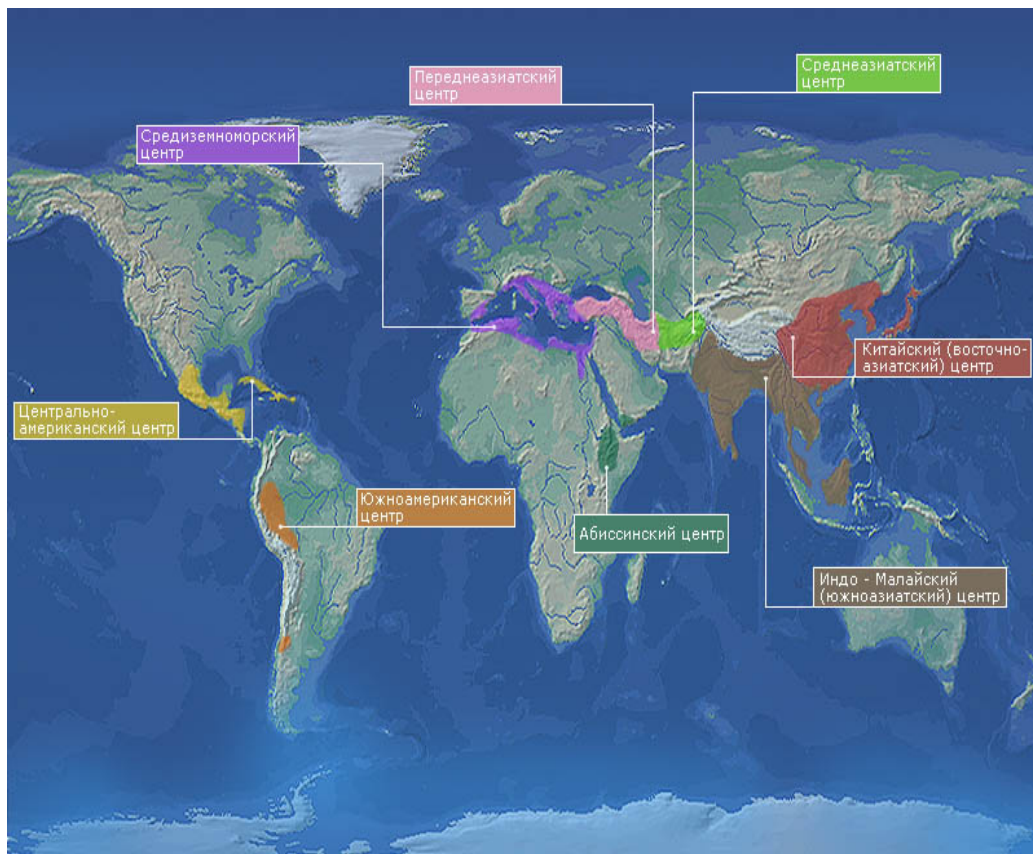 Среднеазиатский
центр
Переднеазиатский
центр
Средиземноморский
центр
Китайский (восточно-
азиатский) центр
Центрально-
американский центр
Южноамериканский
центр
Абиссинский центр
Индо - Малайский
(южноазиатский) центр